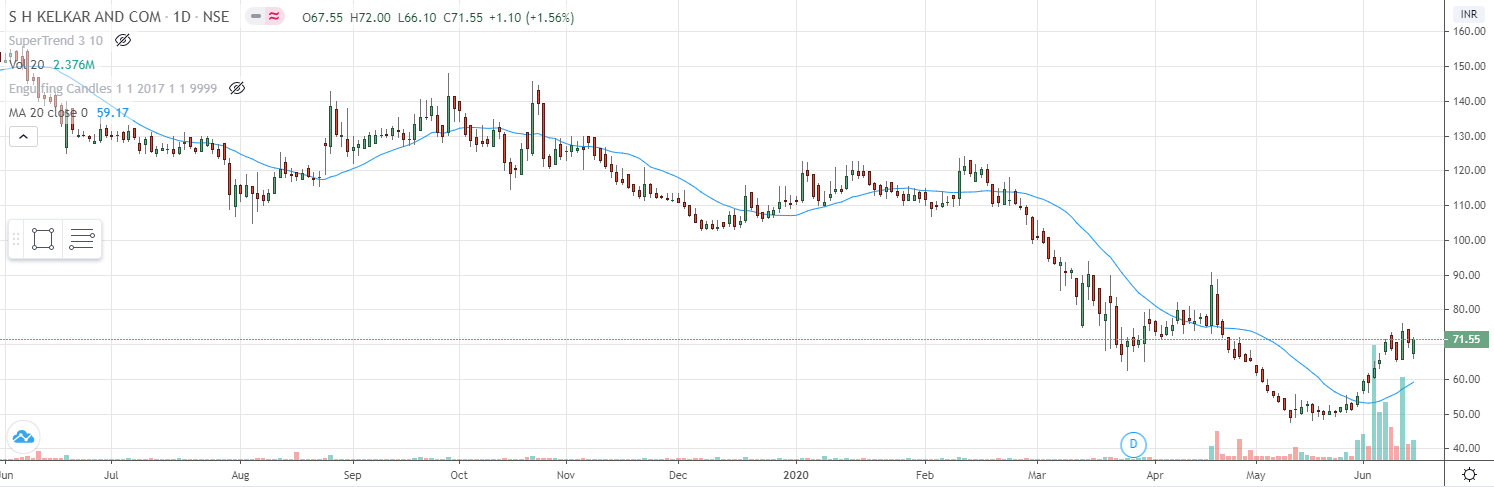 S H KELKAR AND COM · 1D · NSE O67.55 H72.00 L66.10 C71.55 +1.10 (+1.56%) INR
SuperTrend 3 10
Vol 20 2.376M
Engulfing Candles 1 1 2017 1 1 9999
MA 20 close 0 59.17
160.00
150.00
140.00
130.00
120.00
110.00
100.00
90.00
80.00
71.55
60.00
50.00
40.00
D
Jun Jul Aug Sep Oct Nov Dec 2020 Feb Mar Apr May Jun